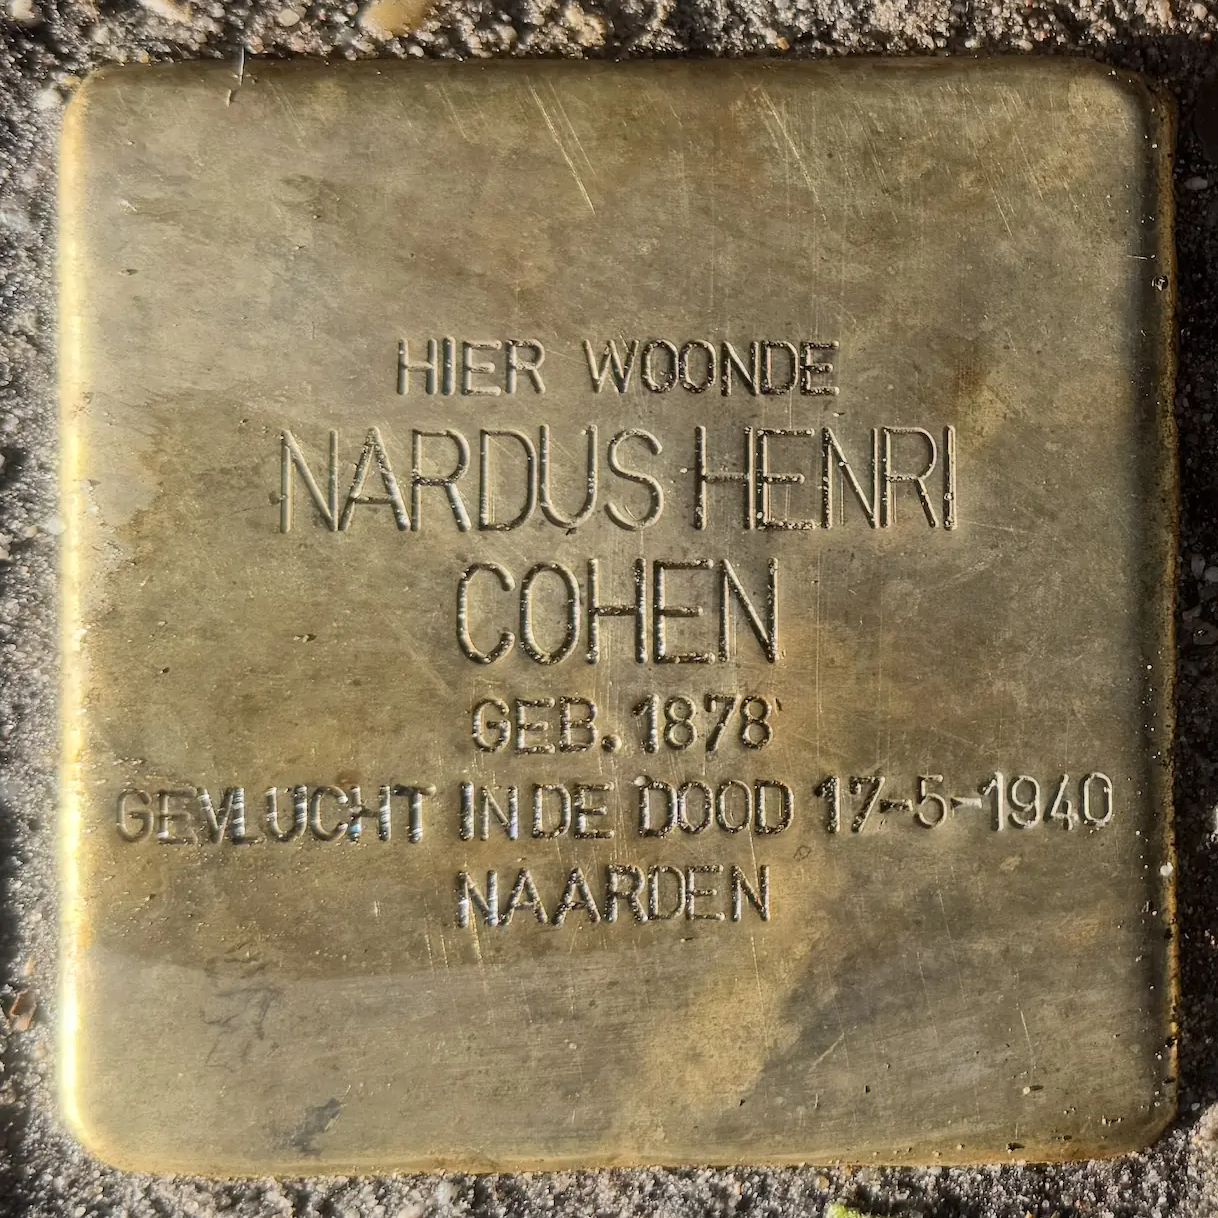 HIER WOONDE
NARDUS HENRI
COHEN
GEB. 1878
GEVLUCHT IN DE DOOD 17-5-1940
NAARDEN